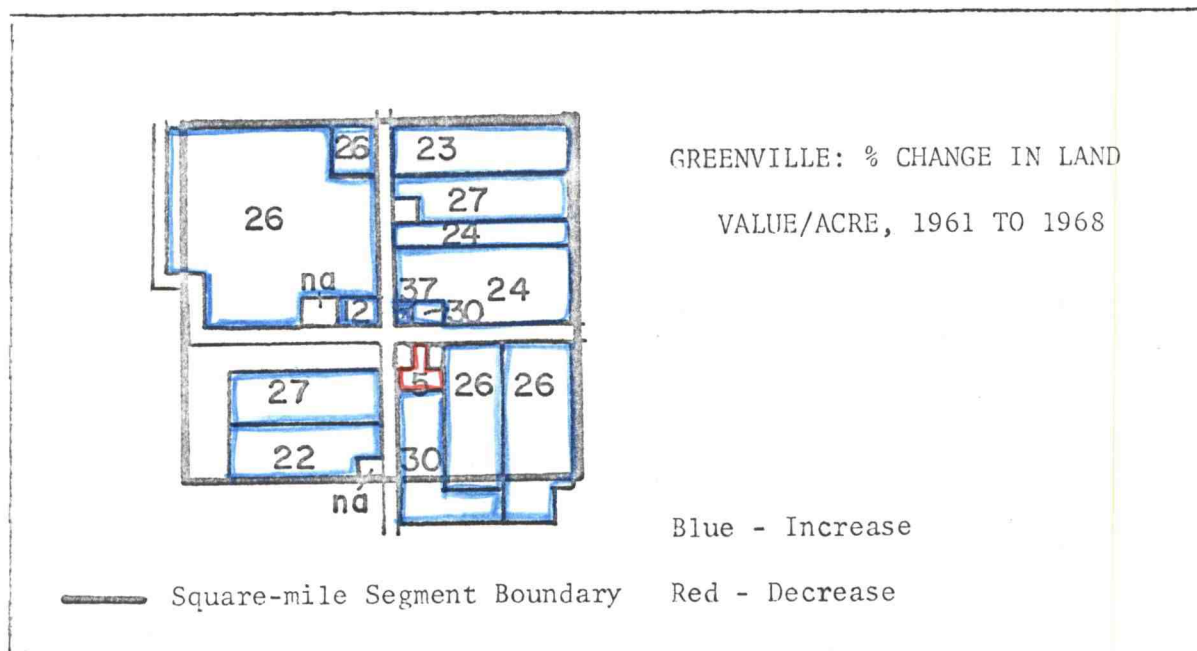 GREENVILLE: % CHANGE IN LAND
VALUE/ACRE, 1961 TO 1968
26
23
26
27
24
24
na
12
37
30
27
22
na
5
26
26
30
Blue - Increase
Red - Decrease
Square-mile Segment Boundary